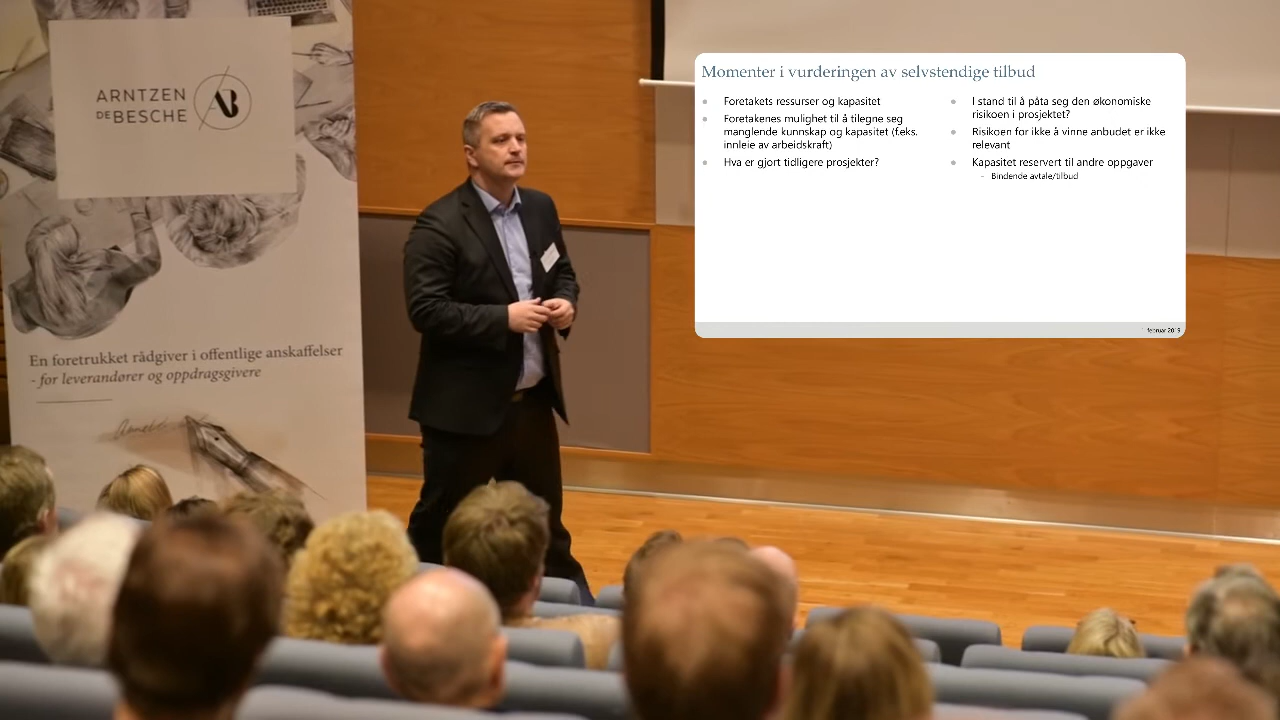 ARNTZEN
DE BESCHE
AB
En foretrukket rådgiver i offentlige anskaffelser
- for leverandører og oppdragsgivere
Momenter i vurderingen av selvstendige tilbud
Foretakets ressurser og kapasitet
Foretakenes mulighet til å tilegne seg
manglende kunnskap og kapasitet (f.eks.
innleie av arbeidskraft)
Hva er gjort tidligere prosjekter?
I stand til å påta seg den økonomiske
risikoen i prosjektet?
Risikoen for ikke å vinne anbudet er ikke
relevant
Kapasitet reservert til andre oppgaver
- Bindende avtale/tilbud
februar 2019